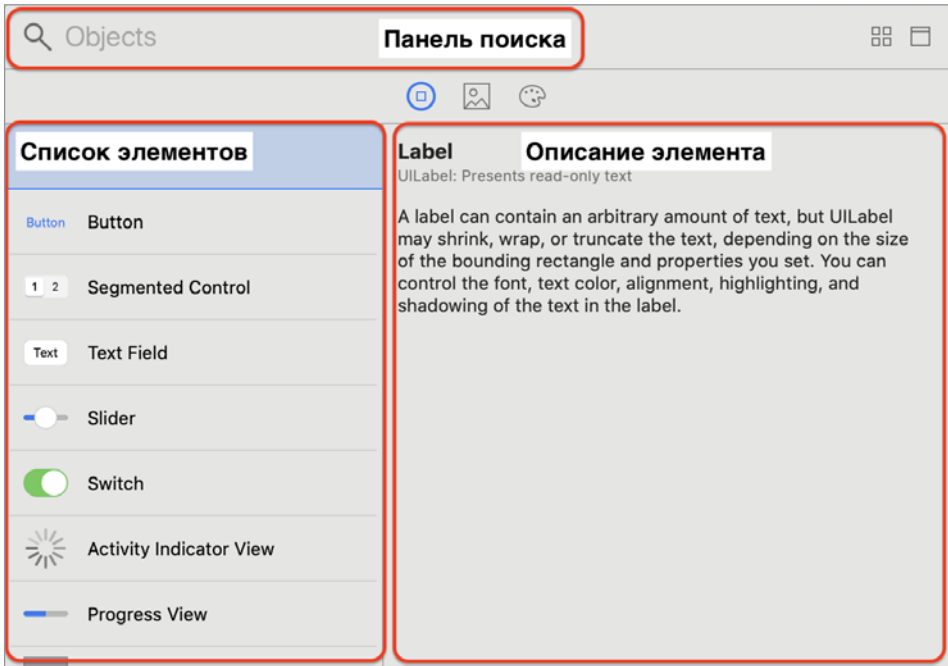 Objects
Панель поиска
Список элементов
Button Button
1 2 Segmented Control
Text Text Field
Slider
Switch
Activity Indicator View
Progress View
Label
Описание элемента
UILabel: Presents read-only text
A label can contain an arbitrary amount of text, but UILabel
may shrink, wrap, or truncate the text, depending on the size
of the bounding rectangle and properties you set. You can
control the font, text color, alignment, highlighting, and
shadowing of the text in the label.